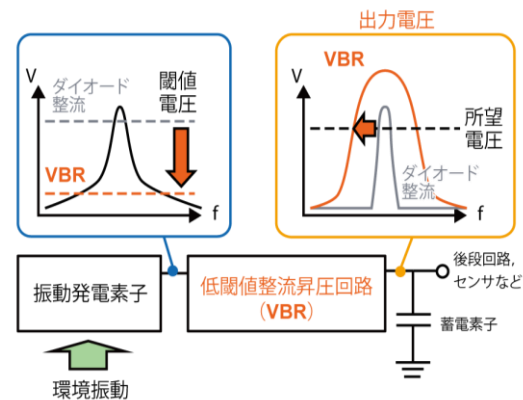 出力電圧
V
ダイオード
整流
閾値
電圧
VBR
f
VBR
V
所望
電圧
ダイオード
整流
f
振動発電素子
低閾値整流昇圧回路
（VBR）
後段回路,
センサなど
蓄電素子
環境振動